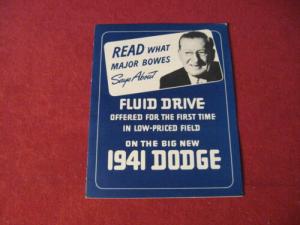 READ WHAT
MAJOR BOWES
Says About
FLUID DRIVE
OFFERED FOR THE FIRST TIME
IN LOW-PRICED FIELD
ON THE BIG NEW
1941 DODGE